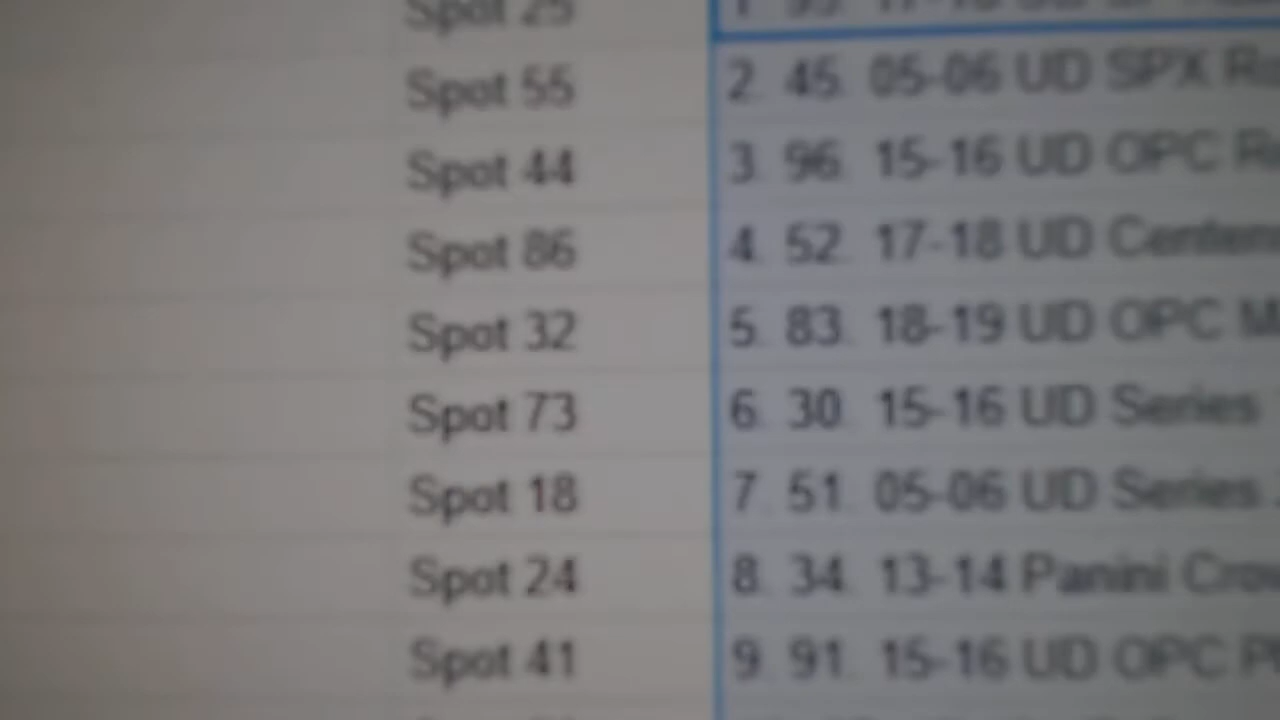 Spot 25
Spot 55 2. 45. 05-06 UD SPX
Spot 44 3. 96. 15-16 UD OPC
Spot 86 4. 52. 17-18 UD
Spot 32 5. 83. 18-19 UD OPC
Spot 73 6. 30. 15-16 UD Series
Spot 18 7. 51. 05-06 UD Series
Spot 24 8. 34. 13-14 Panini
Spot 41 9. 91. 15-16 UD OPC